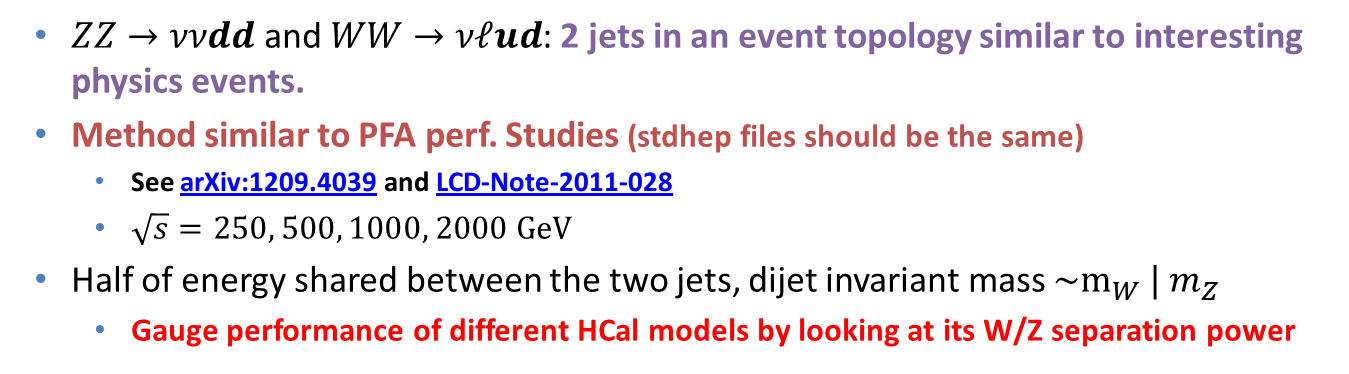 • ZZ → νν𝒅𝒅 and WW → νℓ𝒖𝒅: 2 jets in an event topology similar to interesting
physics events.
• Method similar to PFA perf. Studies (stdhep files should be the same)
• See arXiv:1209.4039 and LCD-Note-2011-028
• √s = 250, 500, 1000, 2000 GeV
• Half of energy shared between the two jets, dijet invariant mass ~m_W | m_Z
• Gauge performance of different HCal models by looking at its W/Z separation power